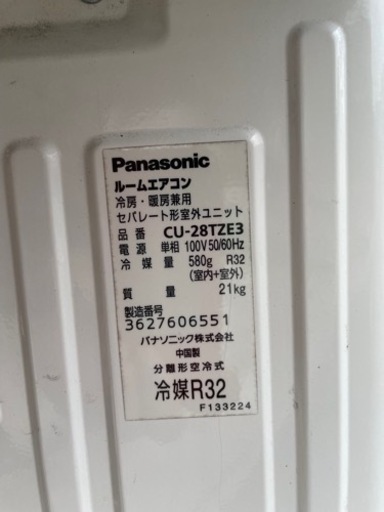 Panasonic
ルームエアコン
冷房・暖房兼用
セパレート形室外ユニット
品番 CU-28TZE3
電源 単相 100V 50/60Hz
冷媒量 580g R32
(室内+室外)
質量 21kg
製造番号
3627606551
パナソニック株式会社
中国製
分離形空冷式
冷媒R32
F133224